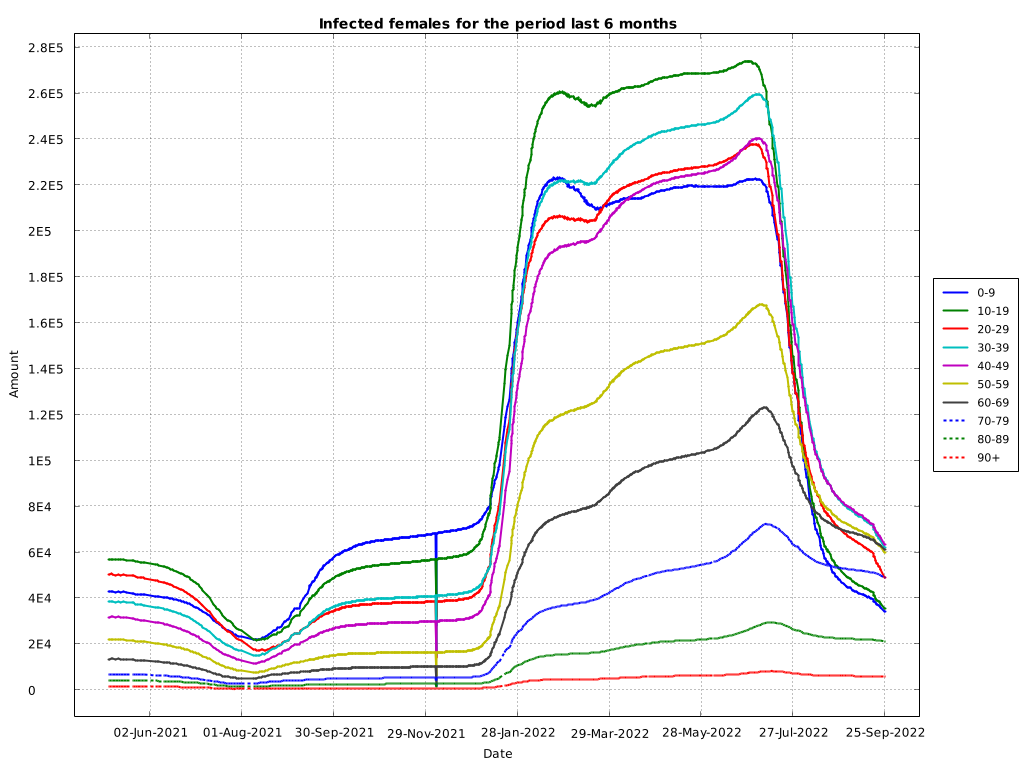 Infected females for the period last 6 months
2.8E5
2.6E5
2.4E5
2.2E5
2E5
1.8E5
1.6E5
1.4E5
1.2E5
1E5
8E4
6E4
4E4
2E4
0
Amount
02-Jun-2021 01-Aug-2021 30-Sep-2021 29-Nov-2021 28-Jan-2022 29-Mar-2022 28-May-2022 27-Jul-2022 25-Sep-2022
Date
0-9
10-19
20-29
30-39
40-49
50-59
60-69
70-79
80-89
90+